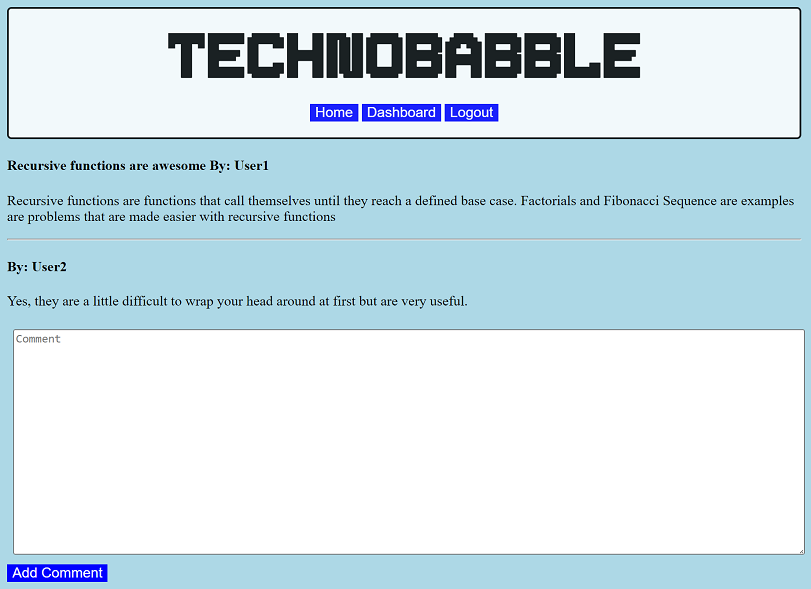 TECHNOBABBLE
Home Dashboard Logout
Recursive functions are awesome By: User1
Recursive functions are functions that call themselves until they reach a defined base case. Factorials and Fibonacci Sequence are examples
are problems that are made easier with recursive functions
By: User2
Yes, they are a little difficult to wrap your head around at first but are very useful.
Comment
Add Comment